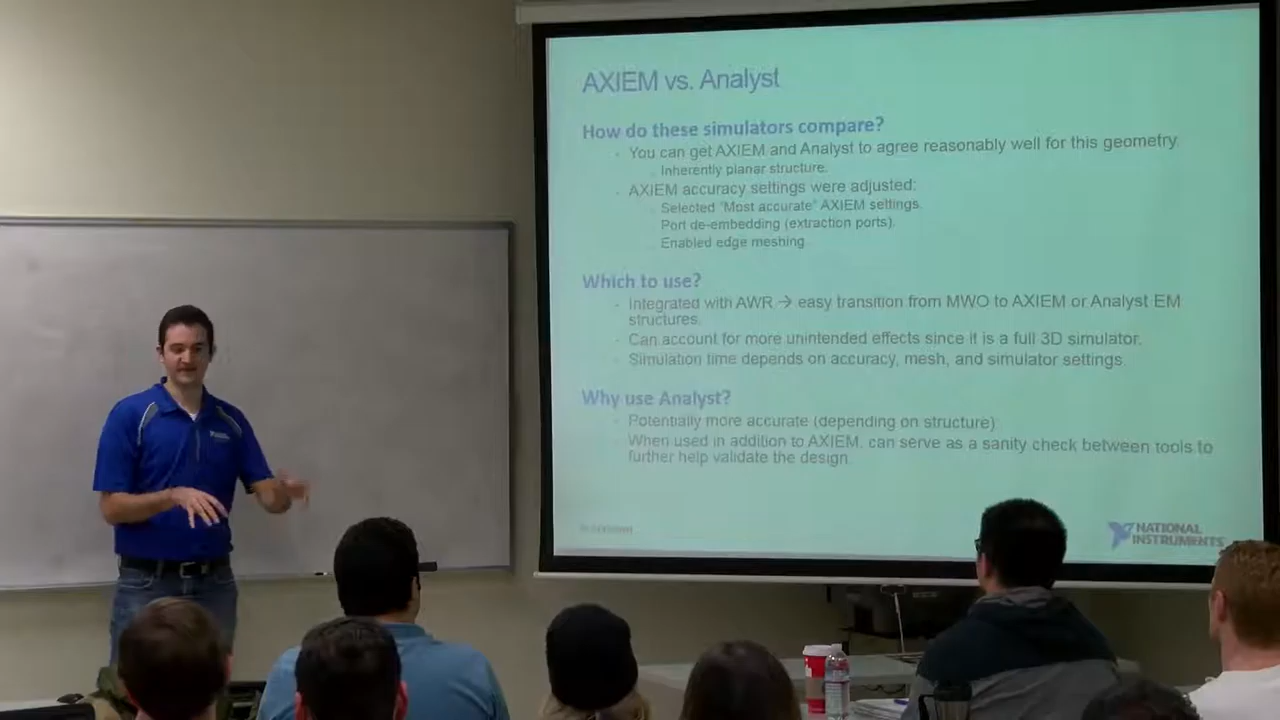 AXIEM vs. Analyst
How do these simulators compare?
You can get AXIEM and Analyst to agree reasonably well for this geometry.
Inherently planar structure.
AXIEM accuracy settings were adjusted:
Selected "Most accurate" AXIEM settings.
Port de-embedding (extraction ports).
Enabled edge meshing.
Which to use?
Integrated with AWR → easy transition from MWO to AXIEM or Analyst EM
structures.
Can account for more unintended effects since it is a full 3D simulator.
Simulation time depends on accuracy, mesh, and simulator settings.
Why use Analyst?
Potentially more accurate (depending on structure)
When used in addition to AXIEM, can serve as a sanity check between tools to
further help validate the design.
NATIONAL
INSTRUMENTS